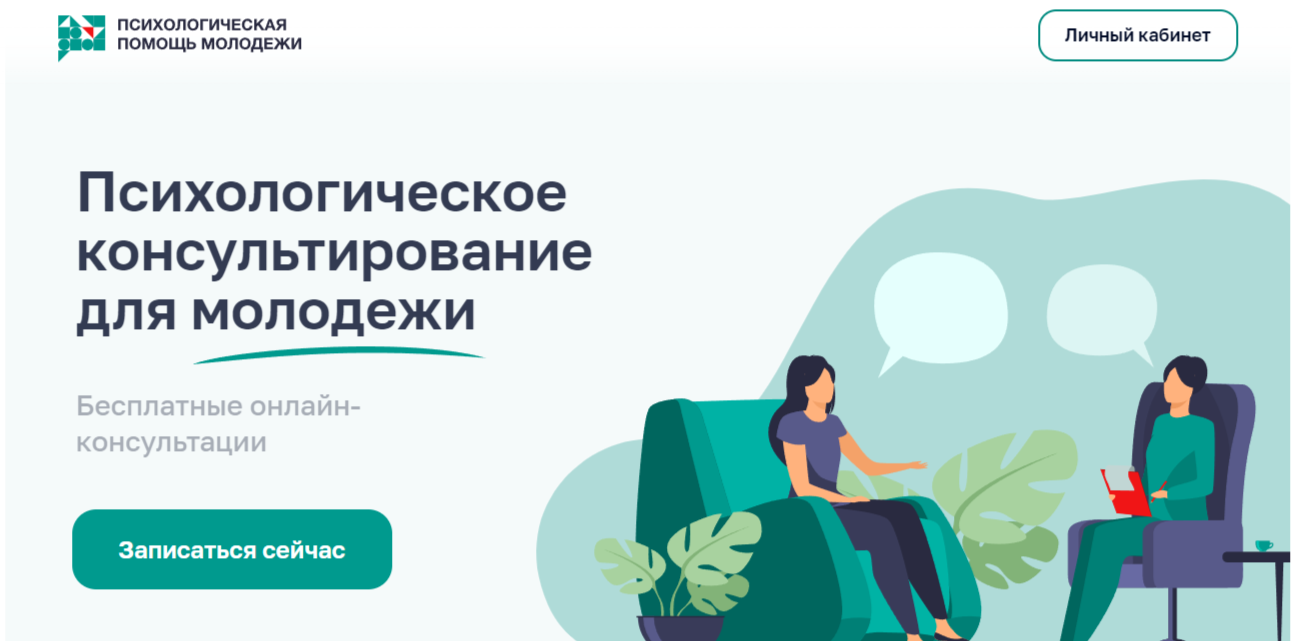 ПСИХОЛОГИЧЕСКАЯ
ПОМОЩЬ МОЛОДЕЖИ
Личный кабинет
Психологическое
консультирование
для молодежи
Бесплатные онлайн-
консультации
Записаться сейчас